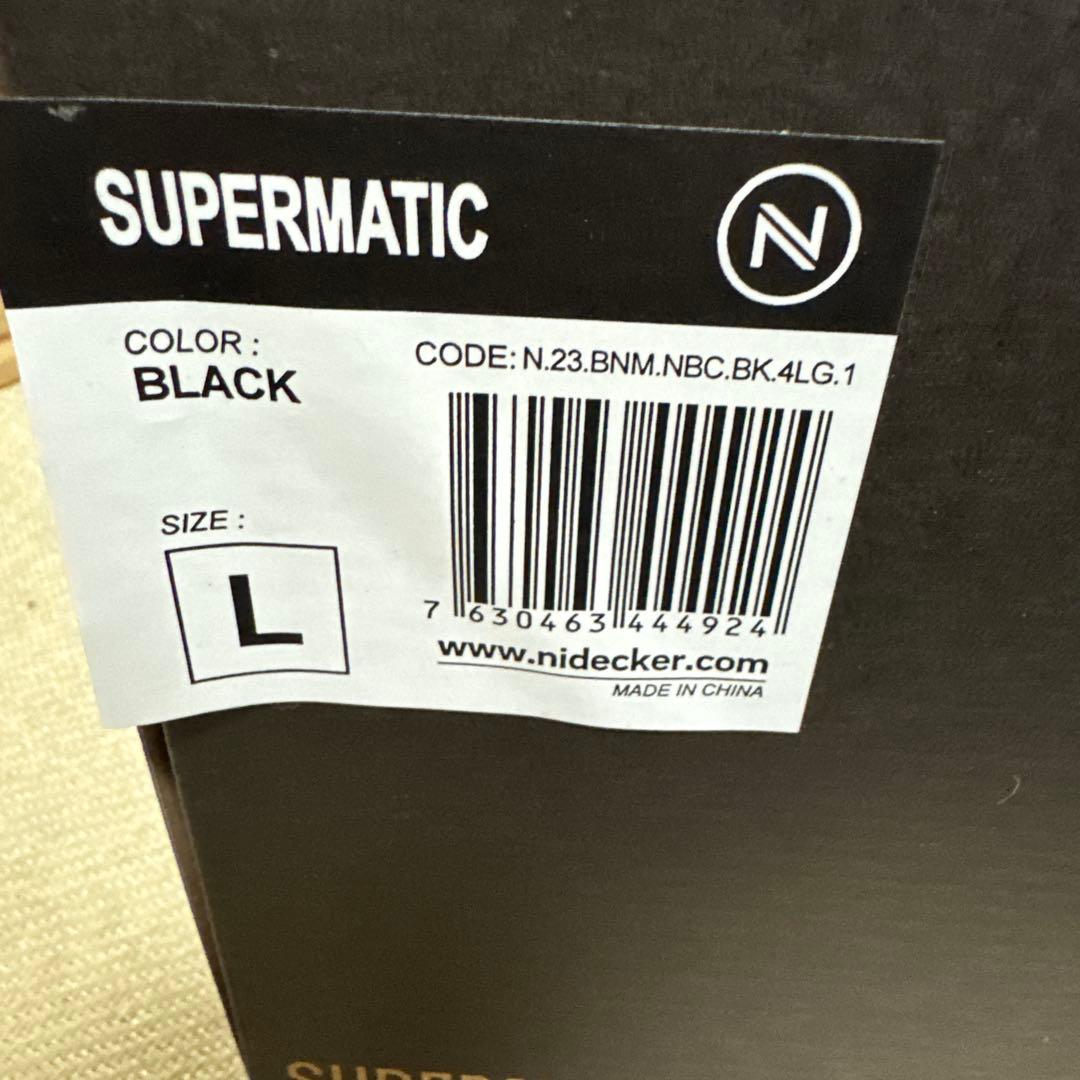 SUPERMATIC
N
COLOR :
BLACK
CODE: N.23.BNM.NBC.BK.4LG.1
SIZE :
L
7 630463 444924
www.nidecker.com
MADE IN CHINA